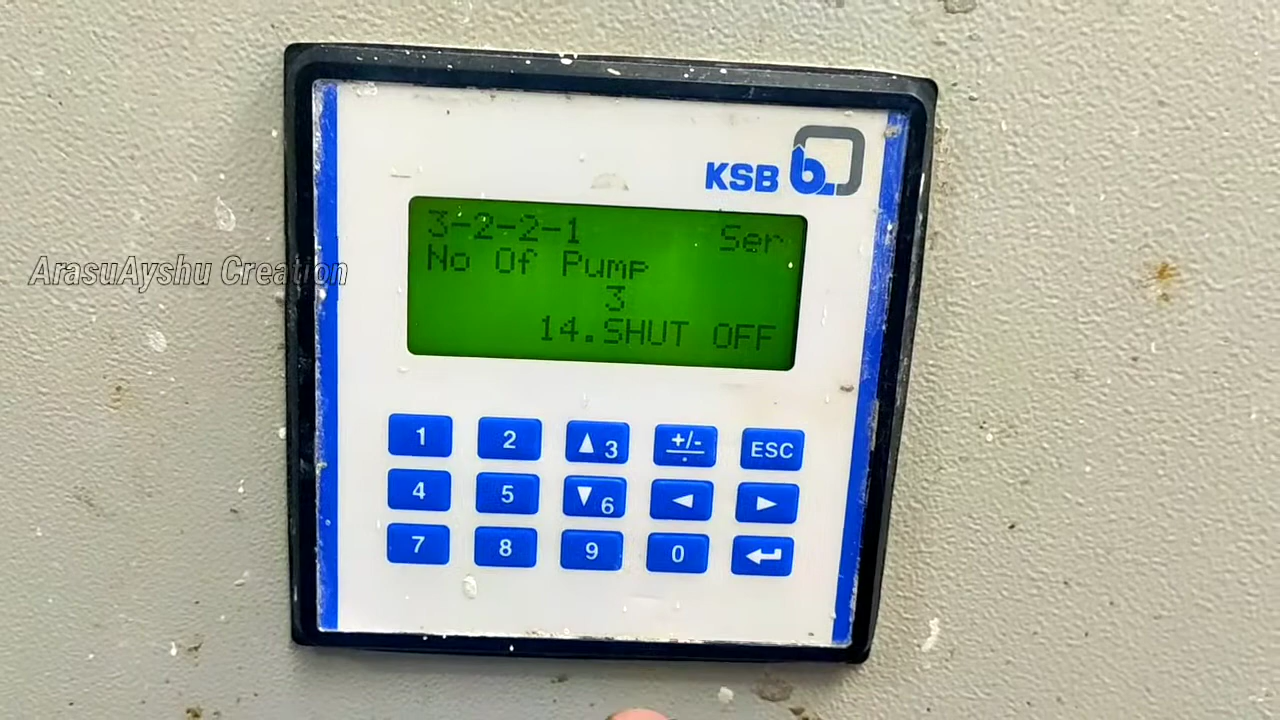 KSB b
3-2-2-1 Ser
No Of Pump
3
14.SHUT OFF
ArasuAyshu Creation
1 2 ▲3 +/- . ESC
4 5 ▼6 ◄ ►
7 8 9 0 ↵